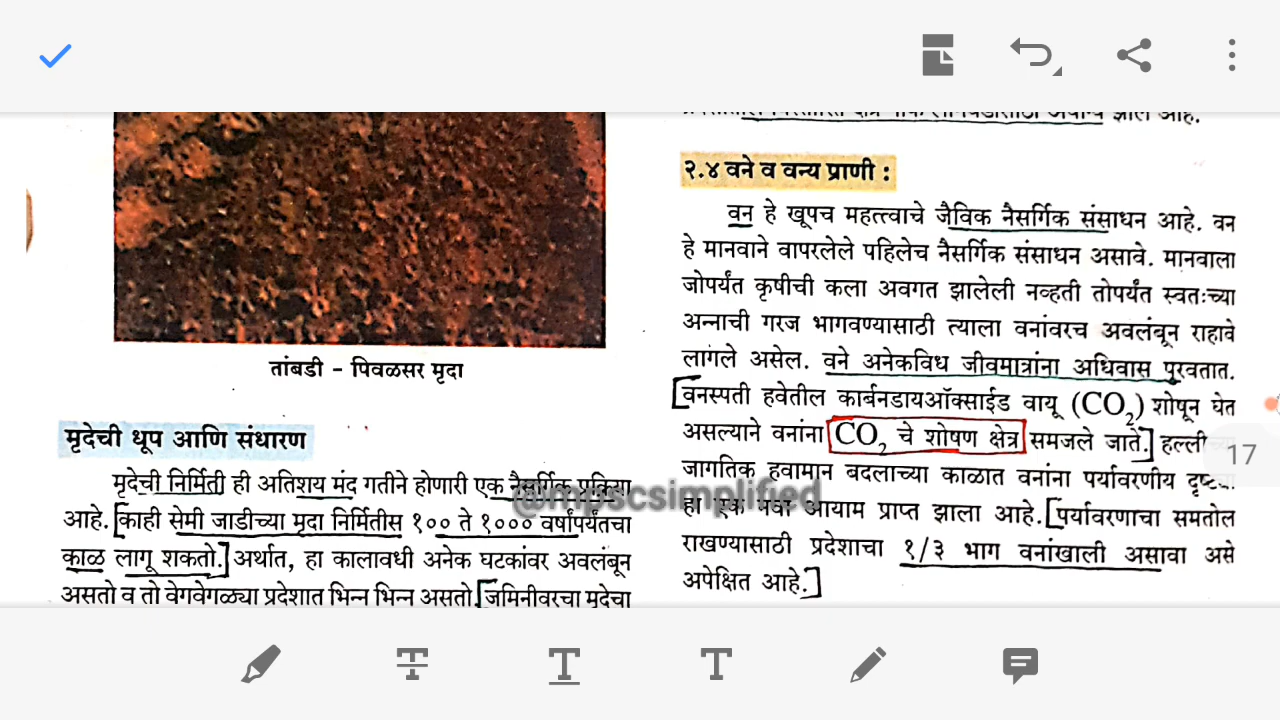 तांबडी - पिवळसर मृदा
मृदेची धूप आणि संधारण
मृदेची निर्मिती ही अतिशय मंद गतीने होणारी एक नैसर्गिक प्रक्रिया
आहे. [काही सेमी जाडीच्या मृदा निर्मितीस १०० ते १००० वर्षांपर्यंतचा
काळ लागू शकतो.] अर्थात, हा कालावधी अनेक घटकांवर अवलंबून
असतो व तो वेगवेगळ्या प्रदेशात भिन्न भिन्न असतो. [जमिनीवरचा मृदेचा
झाले आहे.
२.४ वने व वन्य प्राणी :
वन हे खूपच महत्त्वाचे जैविक नैसर्गिक संसाधन आहे. वन
हे मानवाने वापरलेले पहिलेच नैसर्गिक संसाधन असावे. मानवाला
जोपर्यंत कृषीची कला अवगत झालेली नव्हती तोपर्यंत स्वतःच्या
अन्नाची गरज भागवण्यासाठी त्याला वनांवरच अवलंबून राहावे
लागले असेल. वने अनेकविध जीवमात्रांना अधिवास पुरवतात.
[वनस्पती हवेतील कार्बनडायऑक्साईड वायू (CO₂) शोषून घेत
असल्याने वनांना CO₂ चे शोषण क्षेत्र समजले जाते.] हल्लीच्या
जागतिक हवामान बदलाच्या काळात वनांना पर्यावरणीय दृष्ट्या
हा एक नवा आयाम प्राप्त झाला आहे. [पर्यावरणाचा समतोल
राखण्यासाठी प्रदेशाचा १/३ भाग वनांखाली असावा असे
अपेक्षित आहे.]
17
@mpscsimplified